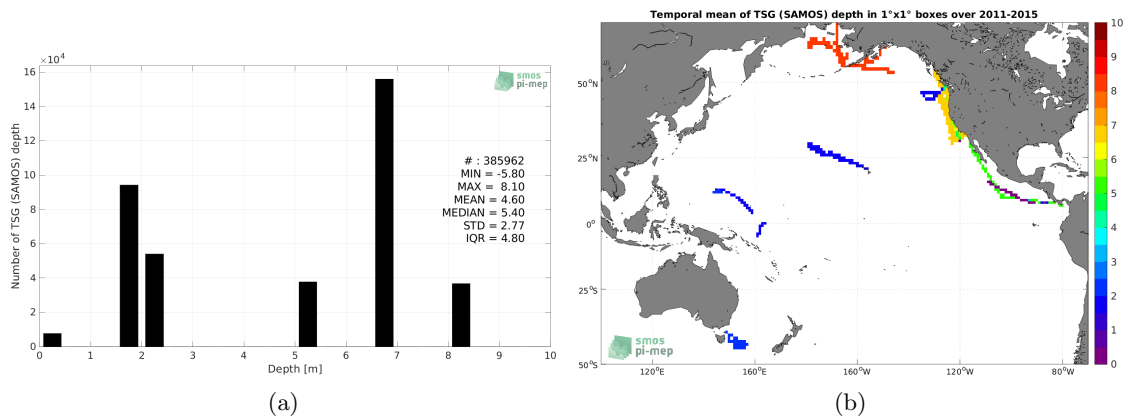 ×10⁴
16
14
12
10
8
6
4
2
0
Number of TSG (SAMOS) depth
smos
pi-mep
# : 385962
MIN = -5.80
MAX = 8.10
MEAN = 4.60
MEDIAN = 5.40
STD = 2.77
IQR = 4.80
0 1 2 3 4 5 6 7 8 9 10
Depth [m]
(a)
Temporal mean of TSG (SAMOS) depth in 1°x1° boxes over 2011-2015
50°N
25°N
0°
25°S
50°S
smos
pi-mep
120°E 160°E 160°W 120°W 80°W
10
9
8
7
6
5
4
3
2
1
0
(b)